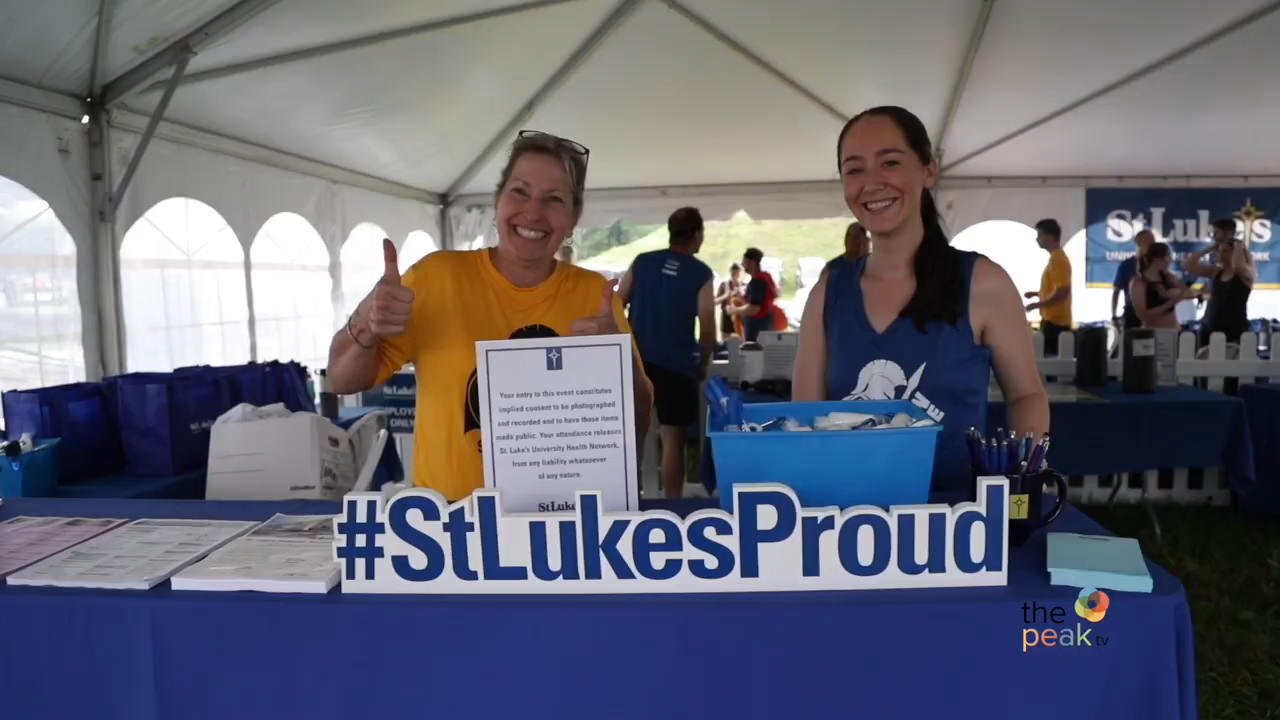 St Luke's
UNIVERSITY
Your entry to this event constitutes
implied consent to be photographed
and recorded and to have those items
made public. Your attendance releases
St. Luke's University Health Network,
from any liability whatsoever
of any nature.
StLuke
#StLukesProud
the
peak tv